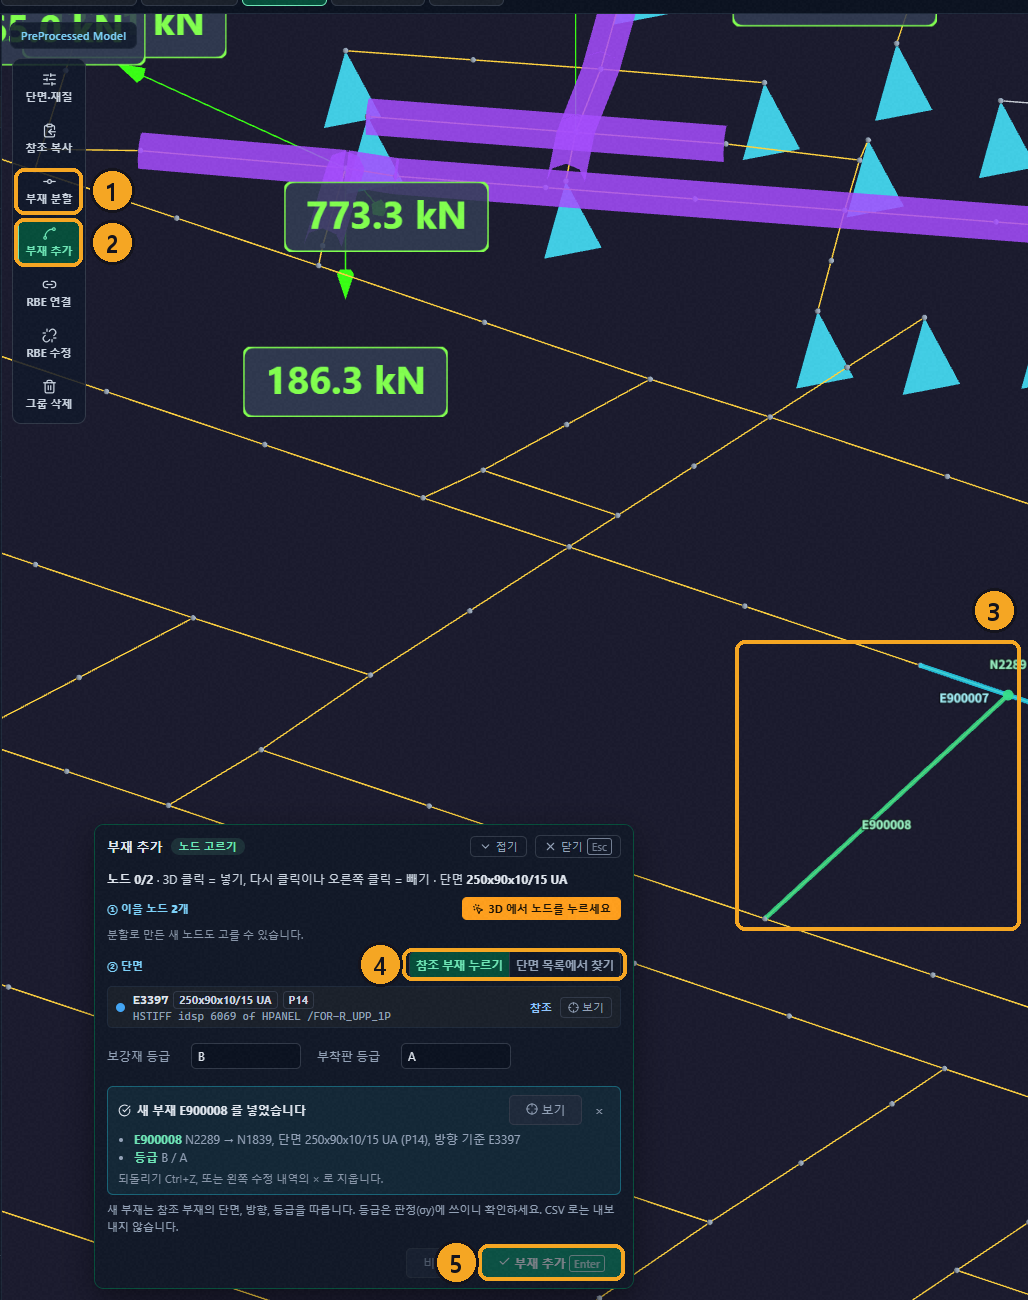 kN
PreProcessed Model
단면·재질
참조 복사
부재 분할
1
부재 추가
2
RBE 연결
RBE 수정
그룹 삭제
773.3 kN
186.3 kN
3
N2289
E900007
E900008
부재 추가 노드 고르기 접기 닫기 Esc
노드 0/2 · 3D 클릭 = 넣기, 다시 클릭이나 오른쪽 클릭 = 빼기 · 단면 250x90x10/15 UA
① 이을 노드 2개 3D 에서 노드를 누르세요
분할로 만든 새 노드도 고를 수 있습니다.
② 단면 4 참조 부재 누르기 단면 목록에서 찾기
E3397 250x90x10/15 UA P14
HSTIFF idsp 6069 of HPANEL /FOR-R_UPP_1P 참조 보기
보강재 등급 B 부착판 등급 A
새 부재 E900008 를 넣었습니다 보기 ×
• E900008 N2289 → N1839, 단면 250x90x10/15 UA (P14), 방향 기준 E3397
• 등급 B / A
되돌리기 Ctrl+Z, 또는 왼쪽 수정 내역의 × 로 지웁니다.
새 부재는 참조 부재의 단면, 방향, 등급을 따릅니다. 등급은 판정(σy)에 쓰이니 확인하세요. CSV 로는 내보
내지 않습니다.
5 부재 추가 Enter